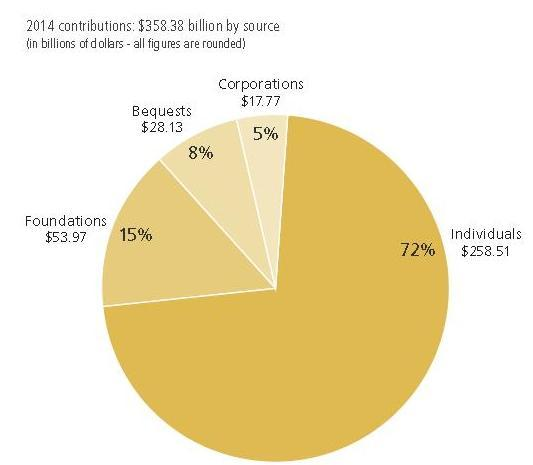 2014 contributions: $358.38 billion by source
(in billions of dollars - all figures are rounded)
Corporations
$17.77
Bequests
$28.13
5%
8%
Foundations
$53.97
15%
72%
Individuals
$258.51